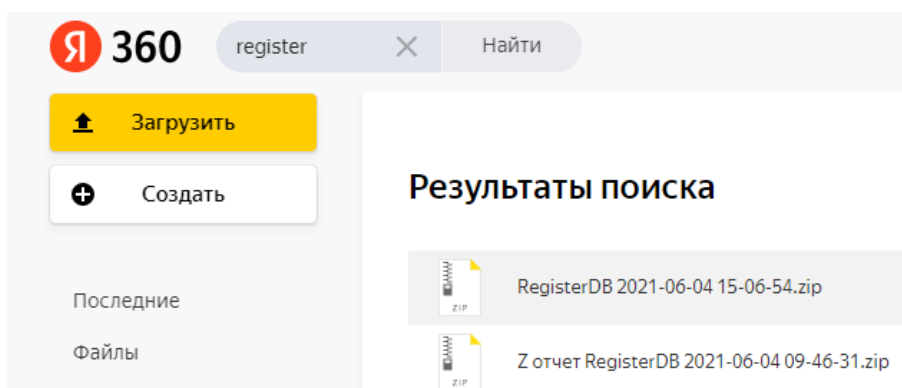 Я 360 register Найти
Загрузить
Создать
Результаты поиска
RegisterDB 2021-06-04 15-06-54.zip
ZIP
Последние
Файлы
Z отчет RegisterDB 2021-06-04 09-46-31.zip
ZIP